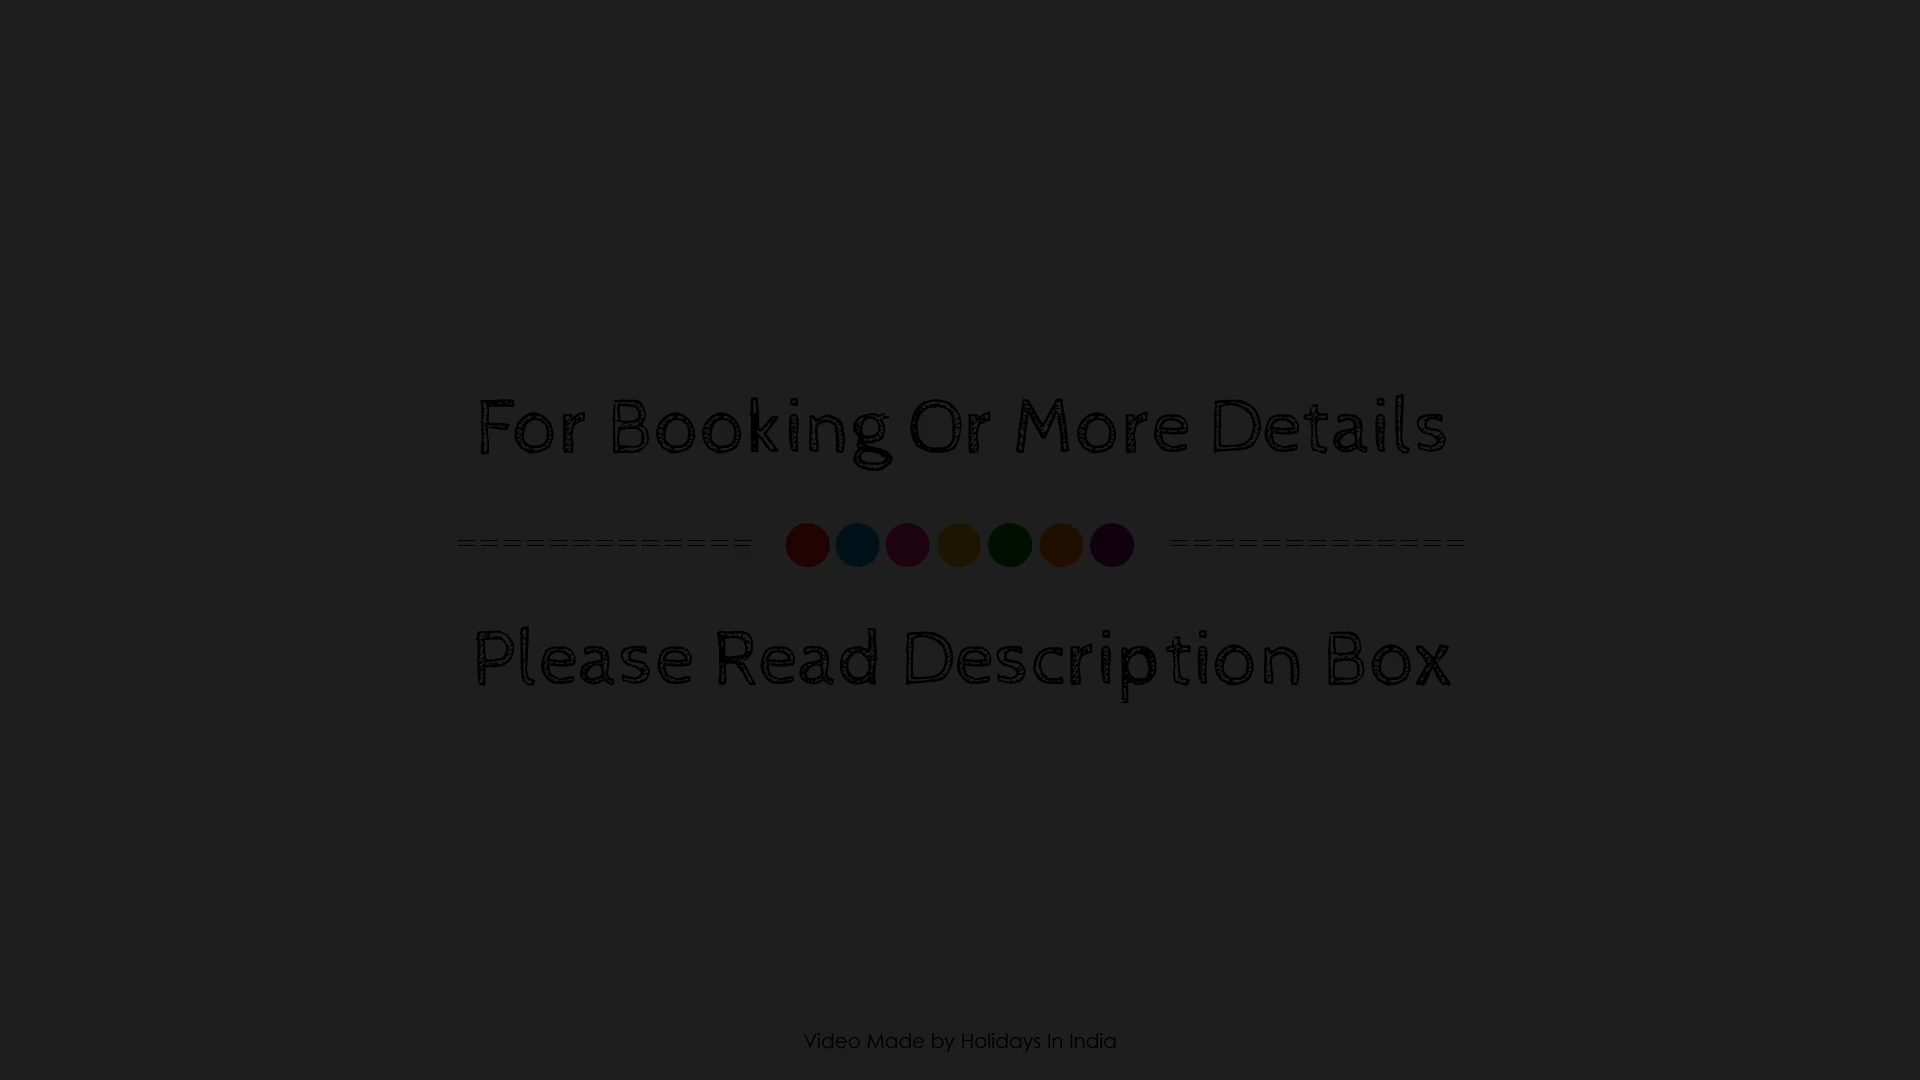 For Booking Or More Details
============= =============
Please Read Description Box
Video Made by Holidays In India